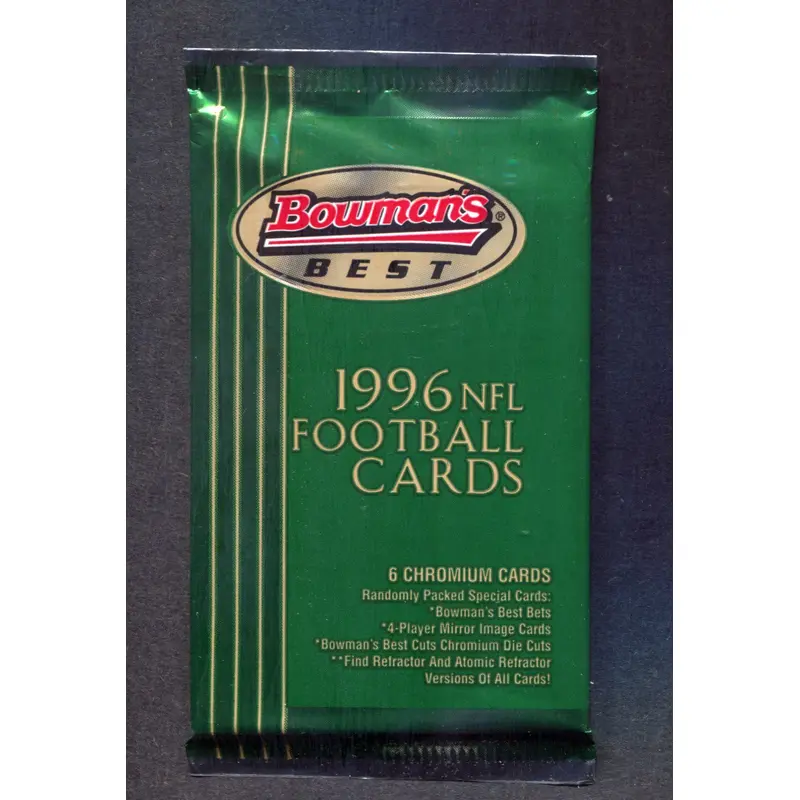 Bowman's®
BEST
1996 NFL
FOOTBALL
CARDS
6 CHROMIUM CARDS
Randomly Packed Special Cards:
*Bowman's Best Bets
*4-Player Mirror Image Cards
*Bowman's Best Cuts Chromium Die Cuts
**Find Refractor And Atomic Refractor
Versions Of All Cards!